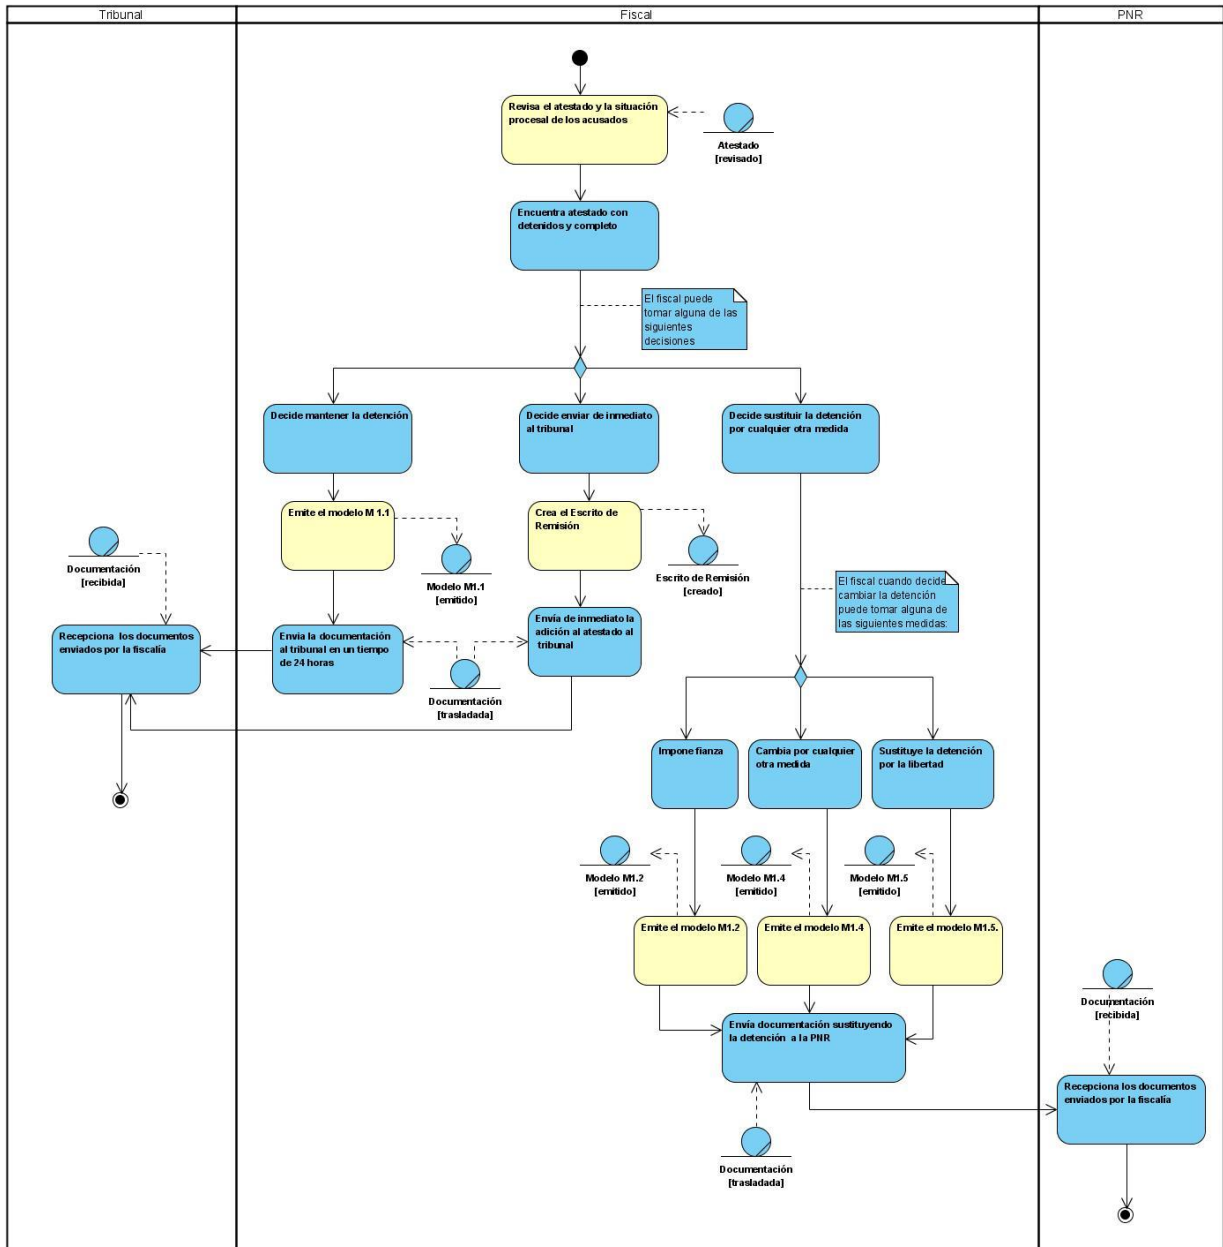 Tribunal
Fiscal
PNR
Revisa el atestado y la situación
procesal de los acusados
Atestado
[revisado]
Encuentra atestado con
detenidos y completo
El fiscal puede
tomar alguna de las
siguientes
decisiones
Decide mantener la detención
Decide enviar de inmediato
al tribunal
Decide sustituir la detención
por cualquier otra medida
Emite el modelo M 1.1
Modelo M1.1
[emitido]
Crea el Escrito de
Remisión
Escrito de Remisión
[creado]
Documentación
[recibida]
El fiscal cuando decide
cambiar la detención
puede tomar alguna de
las siguientes medidas:
Recepciona los documentos
enviados por la fiscalía
Envia la documentación
al tribunal en un tiempo
de 24 horas
Envía de inmediato la
adición al atestado al
tribunal
Documentación
[trasladada]
Impone fianza
Cambia por cualquier
otra medida
Sustituye la detención
por la libertad
Modelo M1.2
[emitido]
Modelo M1.4
[emitido]
Modelo M1.5
[emitido]
Emite el modelo M1.2
Emite el modelo M1.4
Emite el modelo M1.5.
Documentación
[recibida]
Envía documentación sustituyendo
la detención a la PNR
Recepciona los documentos
enviados por la fiscalía
Documentación
[trasladada]